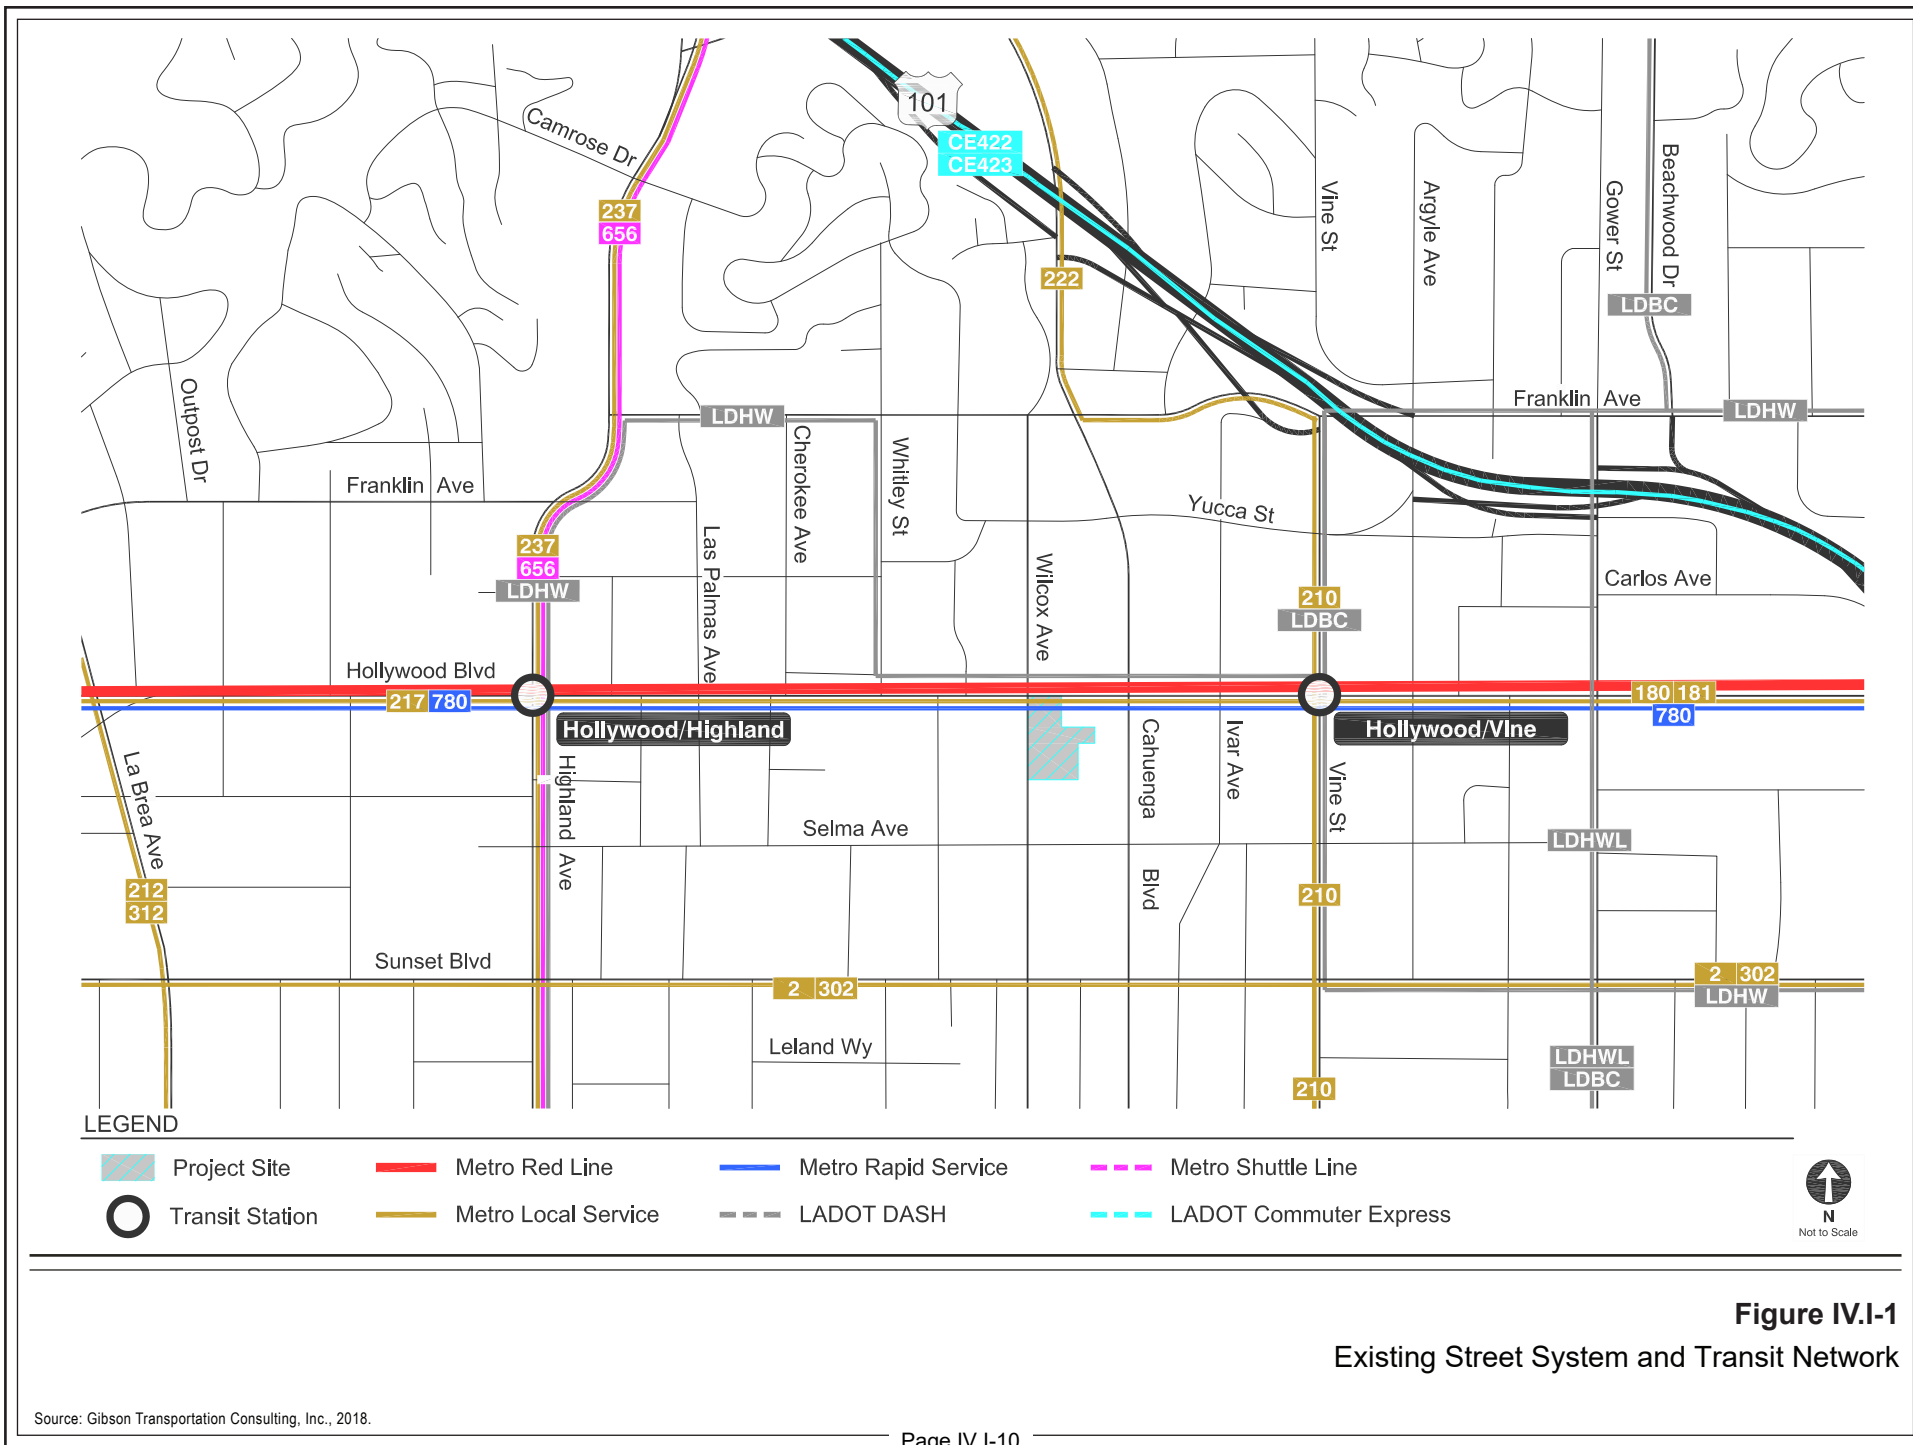 101
CE422
CE423
Camrose Dr
237
656
222
Vine St
Argyle Ave
Gower St
Beachwood Dr
LDBC
Outpost Dr
LDHW
Franklin Ave
LDHW
Cherokee Ave
Whitley St
Franklin Ave
Yucca St
Las Palmas Ave
237
656
LDHW
Wilcox Ave
Carlos Ave
210
LDBC
Hollywood Blvd
217 780
180 181
780
Hollywood/Highland
Hollywood/VIne
La Brea Ave
Highland Ave
Cahuenga Blvd
Ivar Ave
Vine St
Selma Ave
LDHWL
212
312
210
Sunset Blvd
2 302
2 302
LDHW
Leland Wy
LDHWL
LDBC
210
LEGEND
Project Site
Metro Red Line
Metro Rapid Service
Metro Shuttle Line
Transit Station
Metro Local Service
LADOT DASH
LADOT Commuter Express
N
Not to Scale
Figure IV.I-1
Existing Street System and Transit Network
Source: Gibson Transportation Consulting, Inc., 2018.
Page IV.I-10